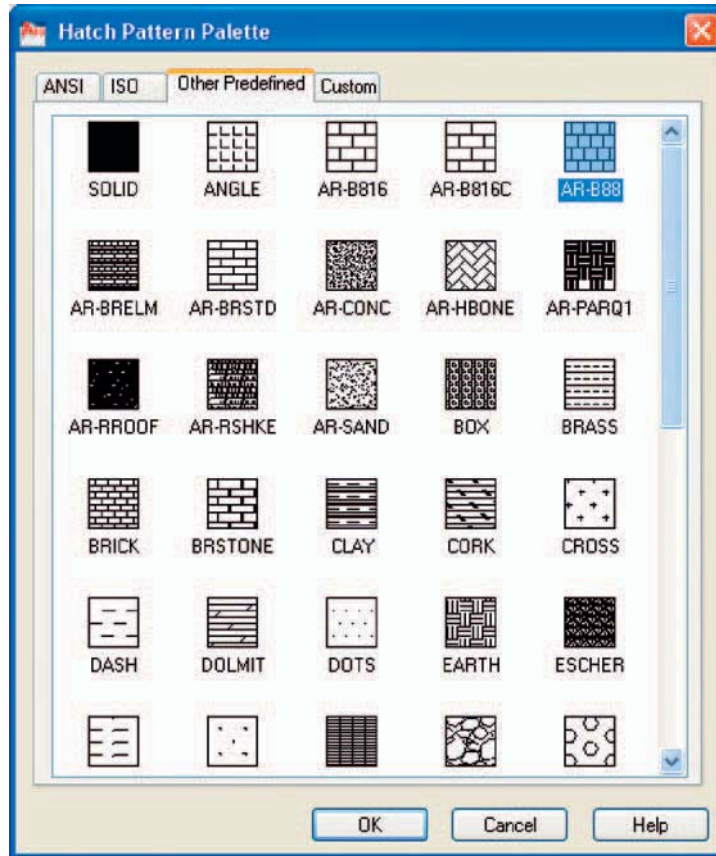 Hatch Pattern Palette
ANSI ISO Other Predefined Custom
SOLID ANGLE AR-B816 AR-B816C AR-B88
AR-BRELM AR-BRSTD AR-CONC AR-HBONE AR-PARQ1
AR-RROOF AR-RSHKE AR-SAND BOX BRASS
BRICK BRSTONE CLAY CORK CROSS
DASH DOLMIT DOTS EARTH ESCHER
OK Cancel Help